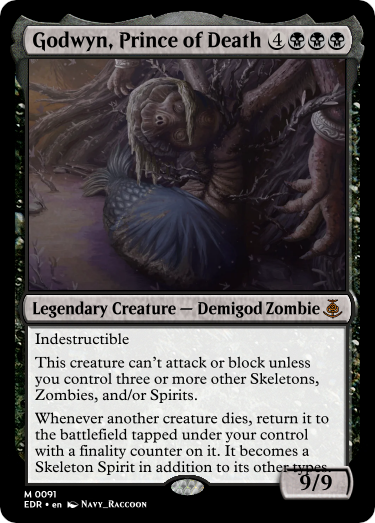 Godwyn, Prince of Death 4
Legendary Creature — Demigod Zombie
Indestructible
This creature can't attack or block unless
you control three or more other Skeletons,
Zombies, and/or Spirits.
Whenever another creature dies, return it to
the battlefield tapped under your control
with a finality counter on it. It becomes a
Skeleton Spirit in addition to its other types.
9/9
M 0091
EDR • en Navy_Raccoon